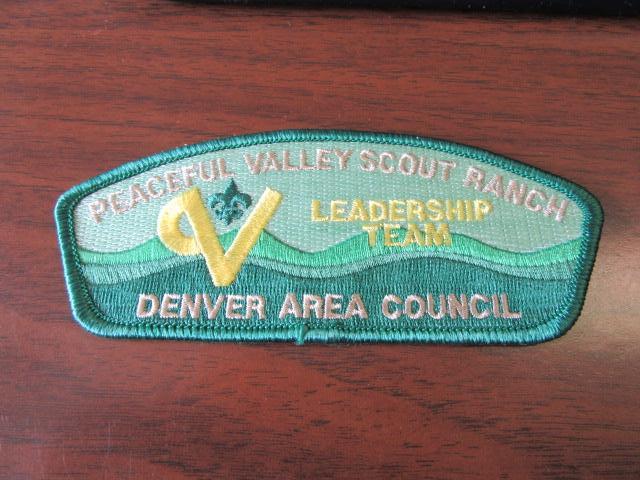 PEACEFUL VALLEY SCOUT RANCH
LEADERSHIP
TEAM
DENVER AREA COUNCIL